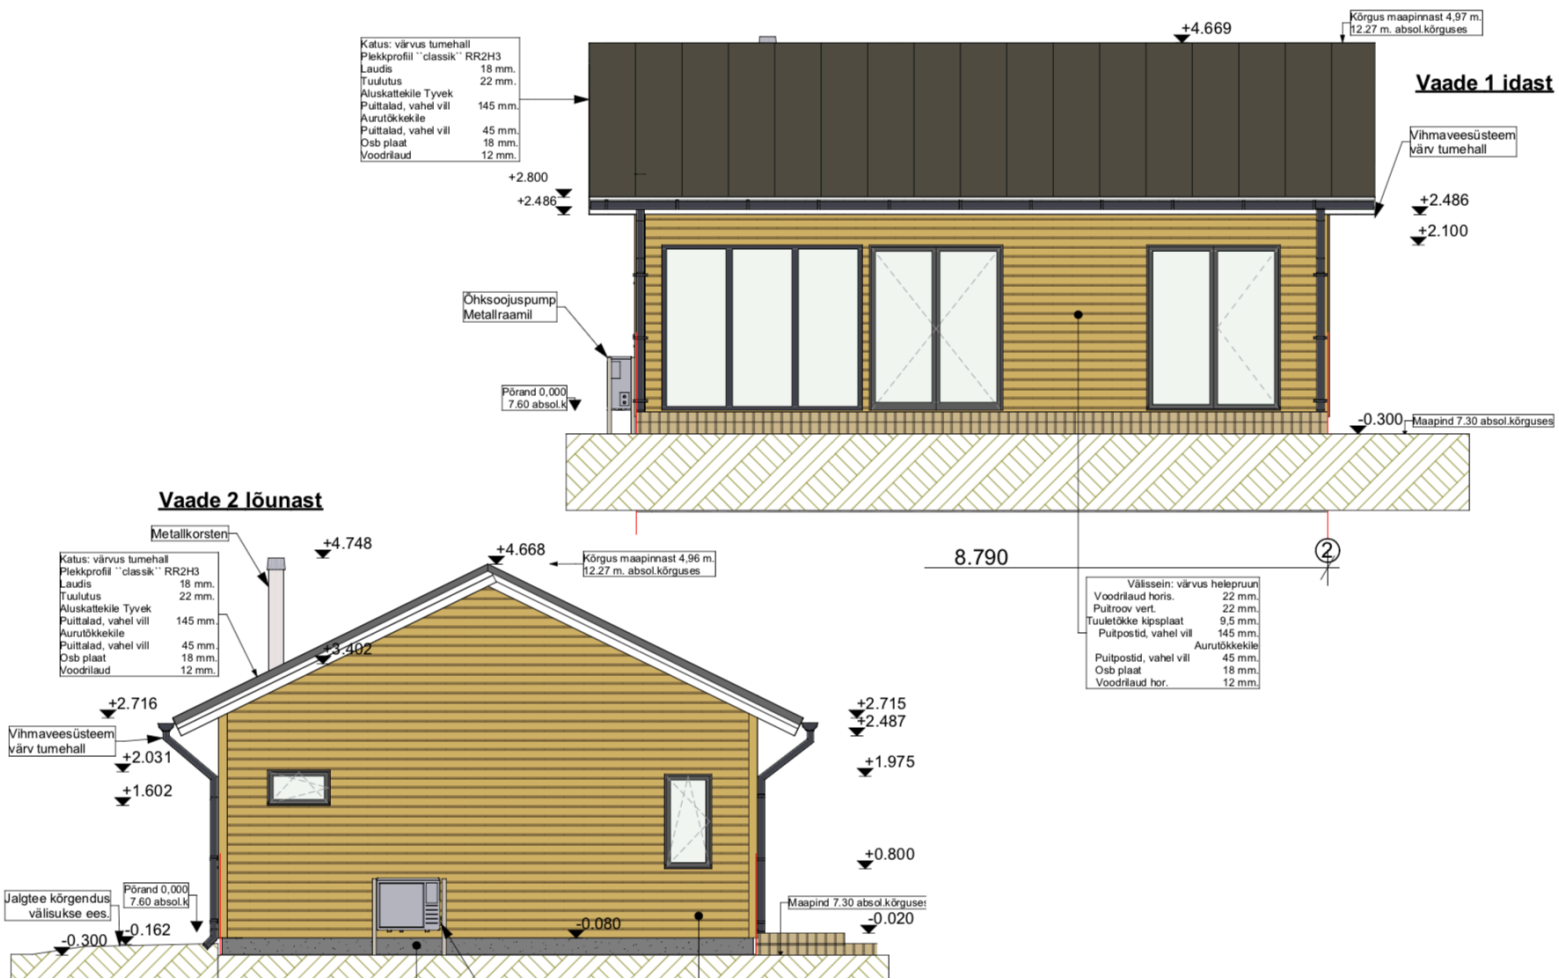 +4.669
Kõrgus maapinnast 4,97 m.
12.27 m. absol.kõrguses
Katus: värvus tumehall
Plekkprofiil ``classik`` RR2H3
Laudis 18 mm.
Tuulutus 22 mm.
Aluskattekile Tyvek
Puittalad, vahel vill 145 mm.
Aurutõkkekile
Puittalad, vahel vill 45 mm.
Osb plaat 18 mm.
Voodrilaud 12 mm.
Vaade 1 idast
Vihmaveesüsteem
värv tumehall
+2.800
+2.486
+2.486
+2.100
Õhksoojuspump
Metallraamil
Põrand 0,000
7.60 absol.k
-0.300
Maapind 7.30 absol.kõrguses
8.790
2
Välissein: värvus helepruun
Voodrilaud horis. 22 mm.
Puitroov vert. 22 mm.
Tuuletõkke kipsplaat 9,5 mm.
Puitpostid, vahel vill 145 mm.
Aurutõkkekile
Puitpostid, vahel vill 45 mm.
Osb plaat 18 mm.
Voodrilaud hor. 12 mm.
Vaade 2 lõunast
Metallkorsten
+4.748
+4.668
Kõrgus maapinnast 4,96 m.
12.27 m. absol.kõrguses
Katus: värvus tumehall
Plekkprofiil ``classik`` RR2H3
Laudis 18 mm.
Tuulutus 22 mm.
Aluskattekile Tyvek
Puittalad, vahel vill 145 mm.
Aurutõkkekile
Puittalad, vahel vill 45 mm.
Osb plaat 18 mm.
Voodrilaud 12 mm.
+3.402
+2.716
+2.715
+2.487
Vihmaveesüsteem
värv tumehall
+2.031
+1.975
+1.602
+0.800
Põrand 0,000
7.60 absol.k
Jalgtee kõrgendus
välisukse ees.
Maapind 7.30 absol.kõrguses
-0.020
-0.080
-0.162
-0.300